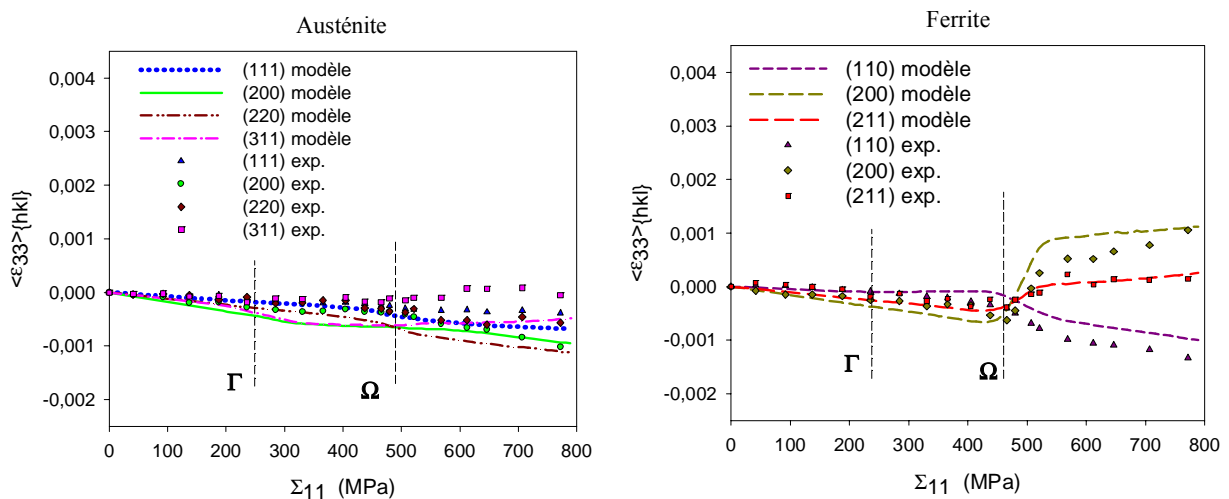 Austénite
0,004
0,003
0,002
0,001
0,000
-0,001
-0,002
<ε33>{hkl}
(111) modèle
(200) modèle
(220) modèle
(311) modèle
(111) exp.
(200) exp.
(220) exp.
(311) exp.
Γ
Ω
0 100 200 300 400 500 600 700 800
Σ11 (MPa)
Ferrite
0,004
0,003
0,002
0,001
0,000
-0,001
-0,002
<ε33>{hkl}
(110) modèle
(200) modèle
(211) modèle
(110) exp.
(200) exp.
(211) exp.
Γ
Ω
0 100 200 300 400 500 600 700 800
Σ11 (MPa)